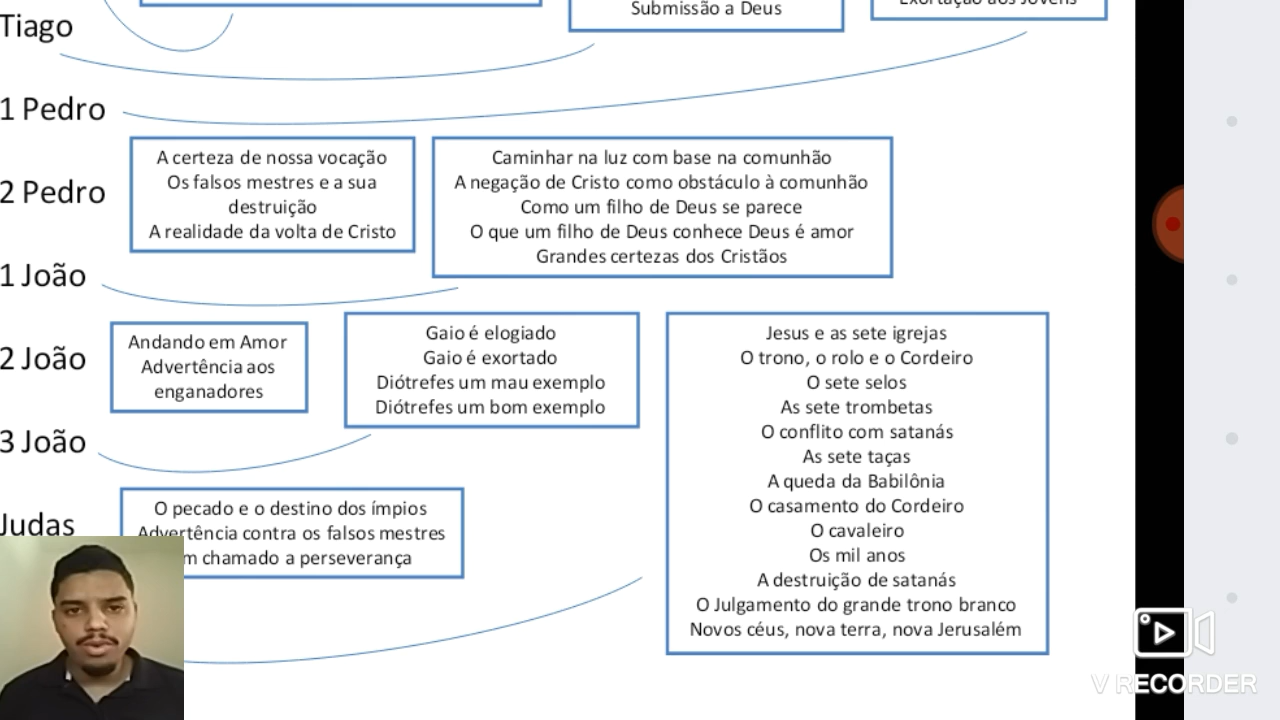 Submissão a Deus
Exortação aos Jovens
Tiago
1 Pedro
2 Pedro
A certeza de nossa vocação
Os falsos mestres e a sua
destruição
A realidade da volta de Cristo
Caminhar na luz com base na comunhão
A negação de Cristo como obstáculo à comunhão
Como um filho de Deus se parece
O que um filho de Deus conhece Deus é amor
Grandes certezas dos Cristãos
1 João
2 João
Andando em Amor
Advertência aos
enganadores
Gaio é elogiado
Gaio é exortado
Diótrefes um mau exemplo
Diótrefes um bom exemplo
3 João
Jesus e as sete igrejas
O trono, o rolo e o Cordeiro
O sete selos
As sete trombetas
O conflito com satanás
As sete taças
A queda da Babilônia
O casamento do Cordeiro
O cavaleiro
Os mil anos
A destruição de satanás
O Julgamento do grande trono branco
Novos céus, nova terra, nova Jerusalém
Judas
O pecado e o destino dos ímpios
Advertência contra os falsos mestres
chamado a perseverança
V RECORDER